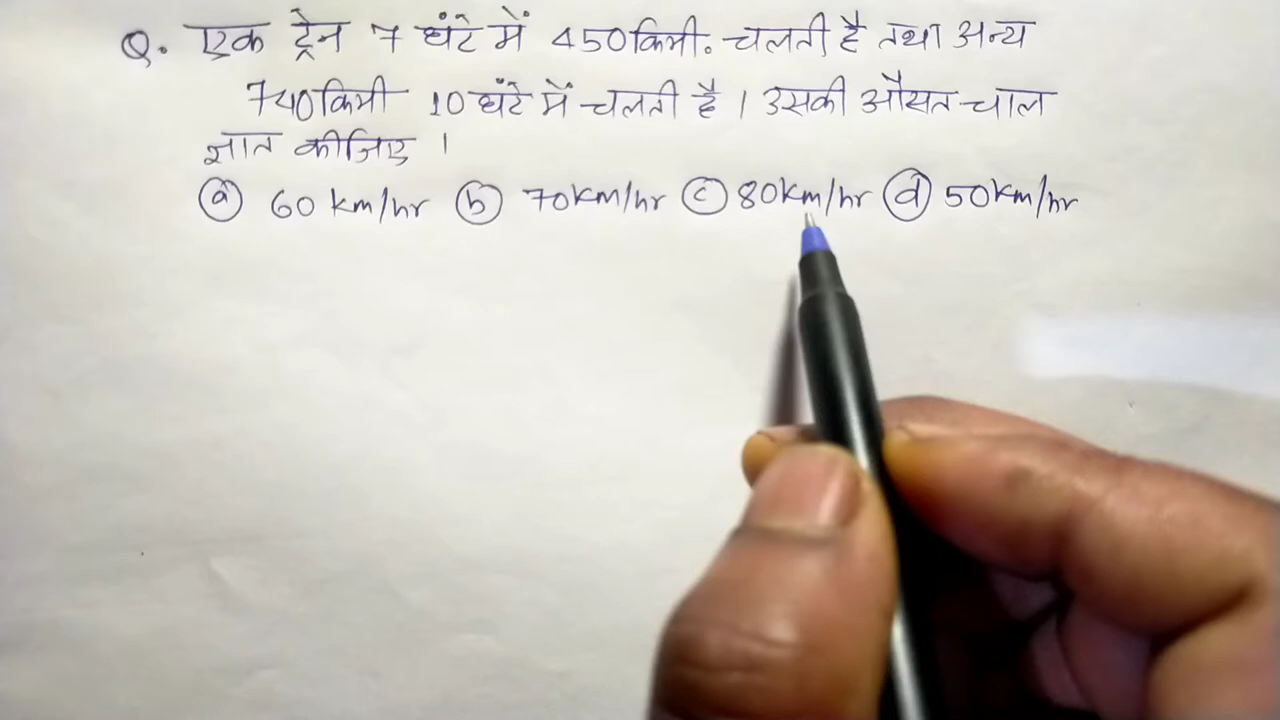 Q. एक ट्रेन 7 घंटे में 450 किमी. चलती है तथा अन्य
740 किमी 10 घंटे में चलती है । उसकी औसत चाल
ज्ञात कीजिए ।
(a) 60 km/hr (b) 70 km/hr (c) 80 km/hr (d) 50 km/hr